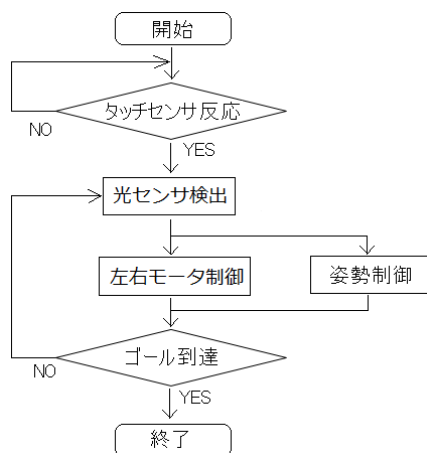 開始
タッチセンサ反応
NO
YES
光センサ検出
左右モータ制御
姿勢制御
ゴール到達
NO
YES
終了